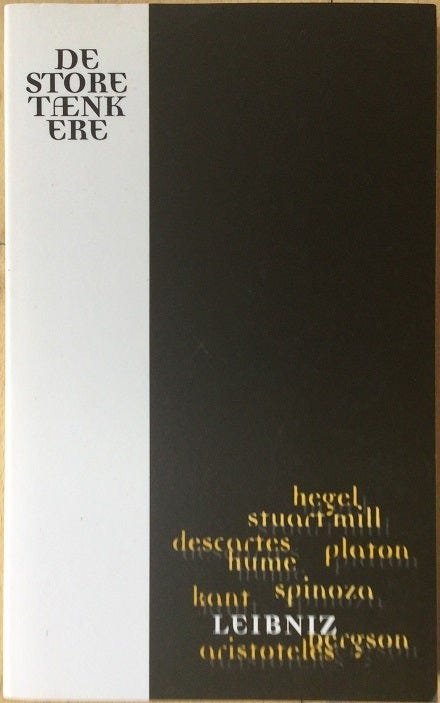 DE
STORE
TÆNK
ERE
hegel
stuart mill
descartes platon
hume
spinoza
kant
LEIBNIZ
bergson
aristoteles